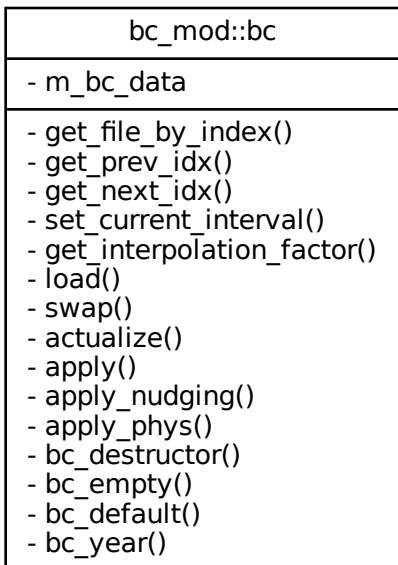 bc_mod::bc
- m_bc_data
- get_file_by_index()
- get_prev_idx()
- get_next_idx()
- set_current_interval()
- get_interpolation_factor()
- load()
- swap()
- actualize()
- apply()
- apply_nudging()
- apply_phys()
- bc_destructor()
- bc_empty()
- bc_default()
- bc_year()